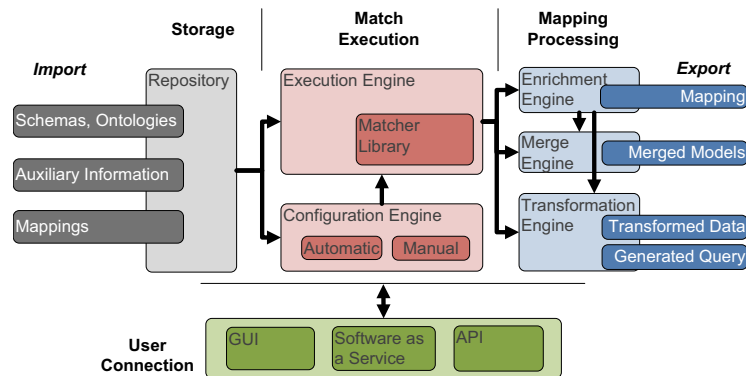 Storage
Match
Execution
Mapping
Processing
Import
Export
Repository
Schemas, Ontologies
Auxiliary Information
Mappings
Execution Engine
Matcher
Library
Configuration Engine
Automatic
Manual
Enrichment
Engine
Mapping
Merge
Engine
Merged Models
Transformation
Engine
Transformed Data
Generated Query
User
Connection
GUI
Software as
a Service
API